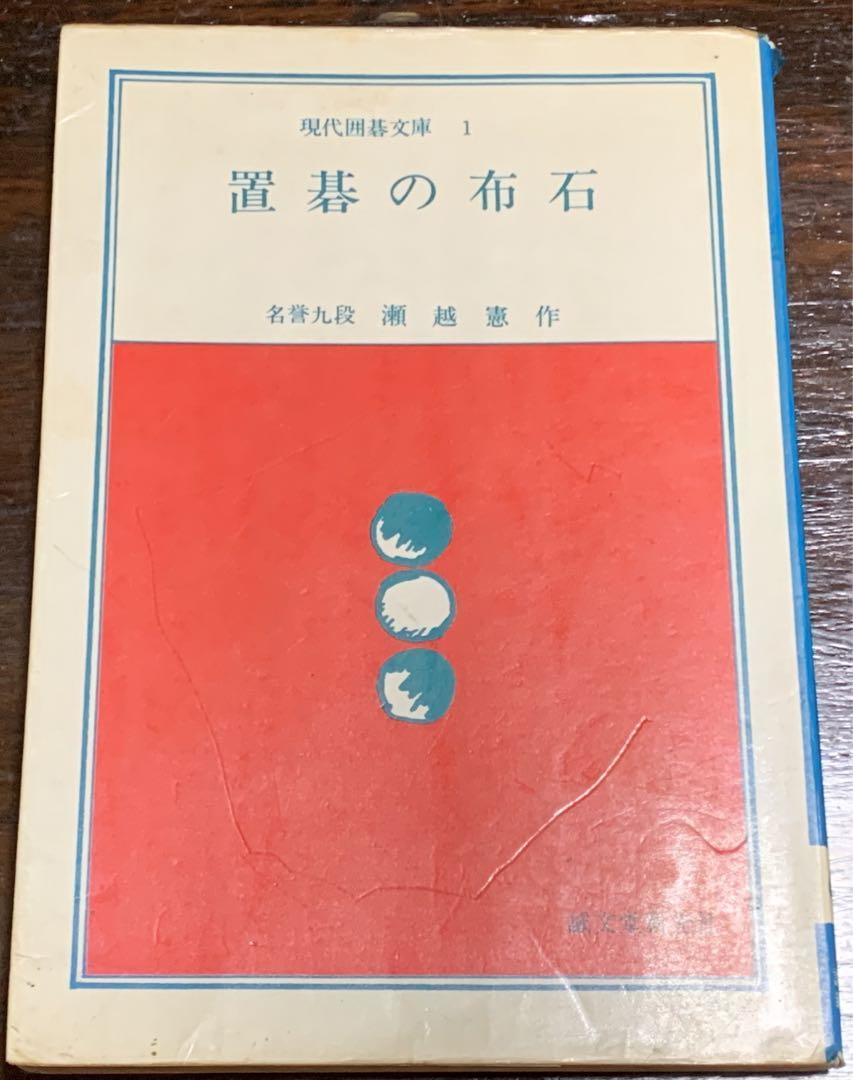 現代囲碁文庫 1
置碁の布石
名誉九段 瀬越憲作
誠文堂新光社